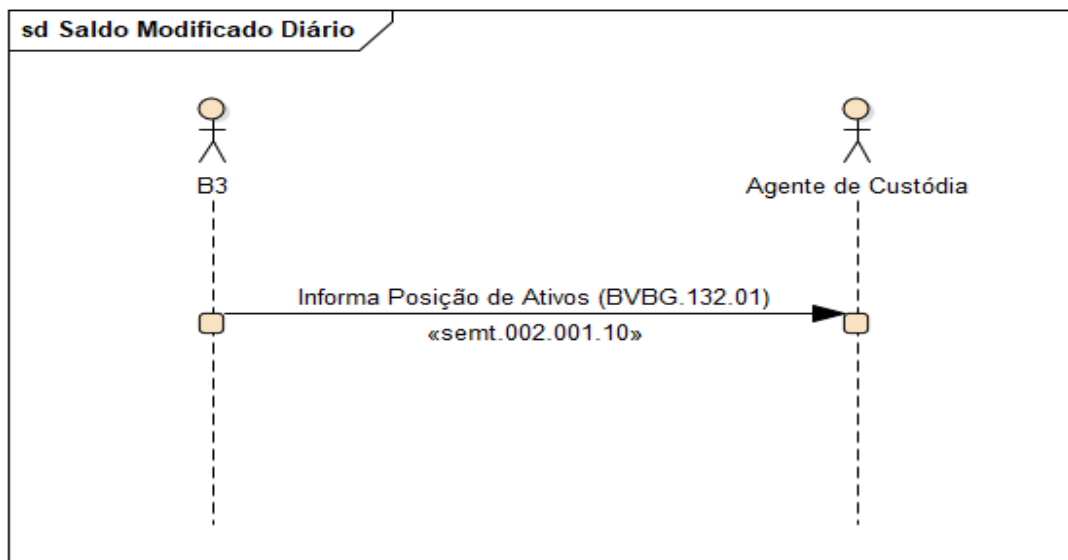 sd Saldo Modificado Diário
B3
Agente de Custódia
Informa Posição de Ativos (BVBG.132.01)
«semt.002.001.10»